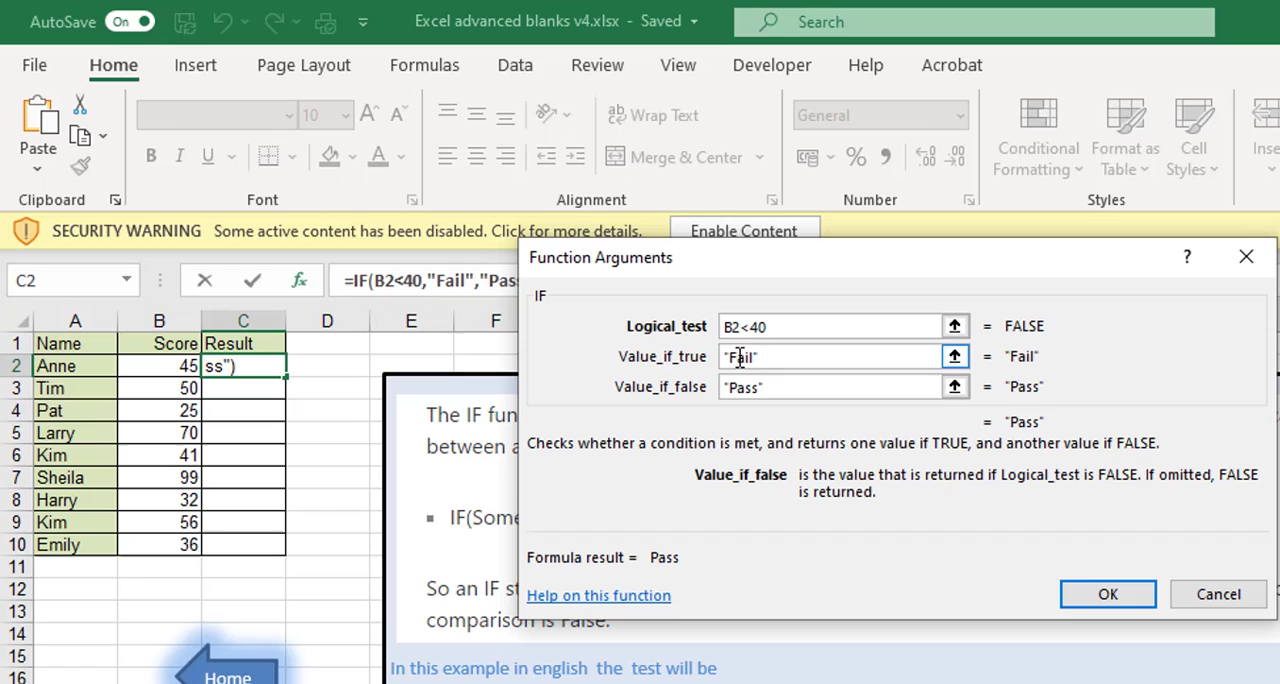 AutoSave On Excel advanced blanks v4.xlsx - Saved Search
File Home Insert Page Layout Formulas Data Review View Developer Help Acrobat
Paste
10 A^ A
B I U A
Wrap Text
Merge & Center
General
% 9 .00
Conditional Formatting
Format as Table
Cell Styles
Inse
Clipboard Font Alignment Number Styles
SECURITY WARNING Some active content has been disabled. Click for more details. Enable Content
C2 fx =IF(B2<40,"Fail","Pas
A B C D E F
1 Name Score Result
2 Anne 45 ss")
3 Tim 50
4 Pat 25
5 Larry 70
6 Kim 41
7 Sheila 99
8 Harry 32
9 Kim 56
10 Emily 36
11
12
13
14
15
16
Home
The IF fun
between a
IF(Some
So an IF st
comparison is False.
In this example in english the test will be
Function Arguments ?
IF
Logical_test B2<40 = FALSE
Value_if_true "Fail" = "Fail"
Value_if_false "Pass" = "Pass"
= "Pass"
Checks whether a condition is met, and returns one value if TRUE, and another value if FALSE.
Value_if_false is the value that is returned if Logical_test is FALSE. If omitted, FALSE
is returned.
Formula result = Pass
Help on this function OK Cancel